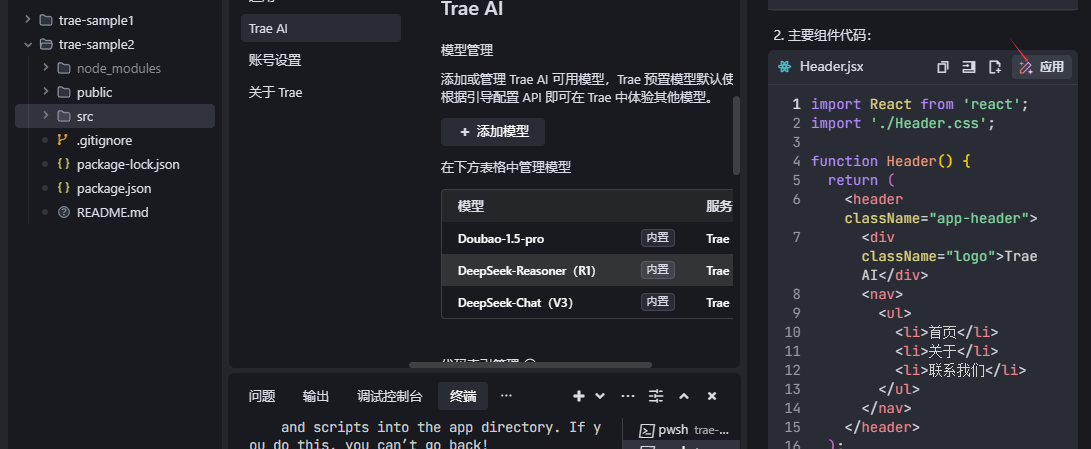 trae-sample1
trae-sample2
node_modules
public
src
.gitignore
package-lock.json
package.json
README.md
Trae AI
账号设置
关于 Trae
Trae AI
模型管理
添加或管理 Trae AI 可用模型，Trae 预置模型默认使
根据引导配置 API 即可在 Trae 中体验其他模型。
+ 添加模型
在下方表格中管理模型
模型 服务
Doubao-1.5-pro 内置 Trae
DeepSeek-Reasoner（R1） 内置 Trae
DeepSeek-Chat（V3） 内置 Trae
问题 输出 调试控制台 终端 ···
and scripts into the app directory. If y
ou do this, you can’t go back!
pwsh trae-...
2. 主要组件代码：
Header.jsx 应用
1 import React from 'react';
2 import './Header.css';
3
4 function Header() {
5 return (
6 <header
className="app-header">
7 <div
className="logo">Trae
AI</div>
8 <nav>
9 <ul>
10 <li>首页</li>
11 <li>关于</li>
12 <li>联系我们</li>
13 </ul>
14 </nav>
15 </header>
16 );